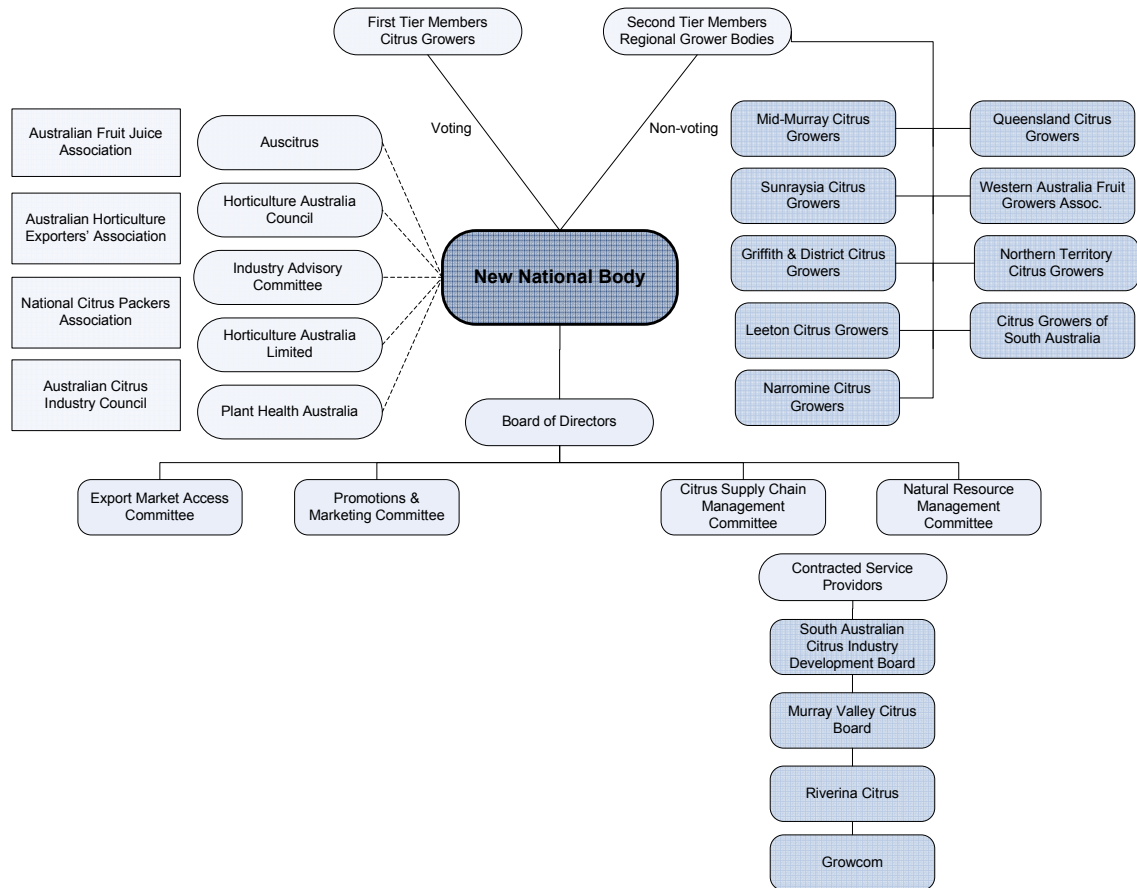 First Tier Members
Citrus Growers
Second Tier Members
Regional Grower Bodies
Voting
Non-voting
Australian Fruit Juice
Association
Australian Horticulture
Exporters' Association
National Citrus Packers
Association
Australian Citrus
Industry Council
Auscitrus
Horticulture Australia
Council
Industry Advisory
Committee
Horticulture Australia
Limited
Plant Health Australia
New National Body
Mid-Murray Citrus
Growers
Sunraysia Citrus
Growers
Griffith & District Citrus
Growers
Leeton Citrus Growers
Narromine Citrus
Growers
Queensland Citrus
Growers
Western Australia Fruit
Growers Assoc.
Northern Territory
Citrus Growers
Citrus Growers of
South Australia
Board of Directors
Export Market Access
Committee
Promotions &
Marketing Committee
Citrus Supply Chain
Management
Committee
Natural Resource
Management
Committee
Contracted Service
Providors
South Australian
Citrus Industry
Development Board
Murray Valley Citrus
Board
Riverina Citrus
Growcom